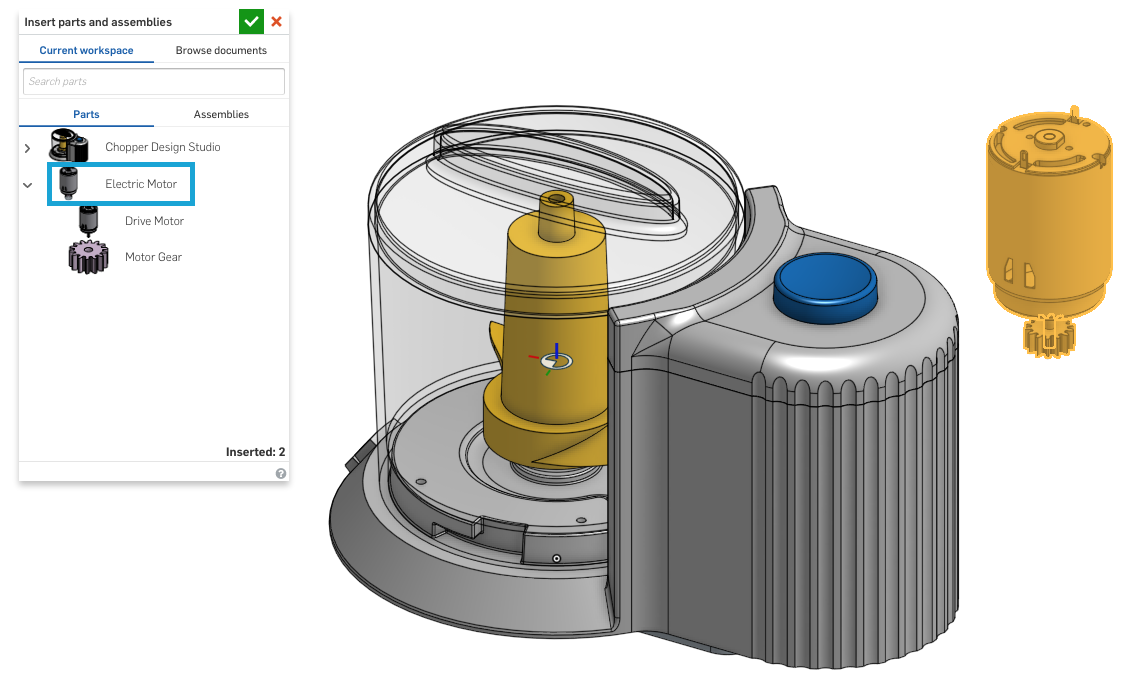 Insert parts and assemblies
Current workspace
Browse documents
Search parts
Parts
Assemblies
Chopper Design Studio
Electric Motor
Drive Motor
Motor Gear
Inserted: 2
?